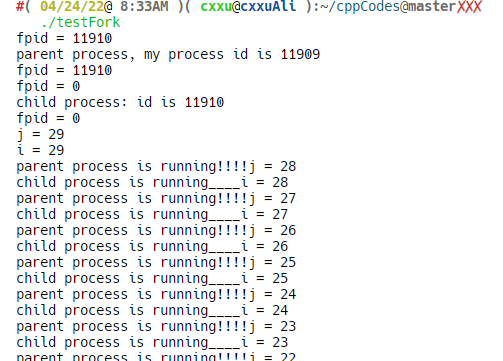 #( 04/24/22@ 8:33AM )( cxxu@cxxuAli ):~/cppCodes@master✗✗✗
./testFork
fpid = 11910
parent process, my process id is 11909
fpid = 11910
fpid = 0
child process: id is 11910
fpid = 0
j = 29
i = 29
parent process is running!!!!j = 28
child process is running____i = 28
parent process is running!!!!j = 27
child process is running____i = 27
parent process is running!!!!j = 26
child process is running____i = 26
parent process is running!!!!j = 25
child process is running____i = 25
parent process is running!!!!j = 24
child process is running____i = 24
parent process is running!!!!j = 23
child process is running____i = 23
parent process is running!!!!j = 22